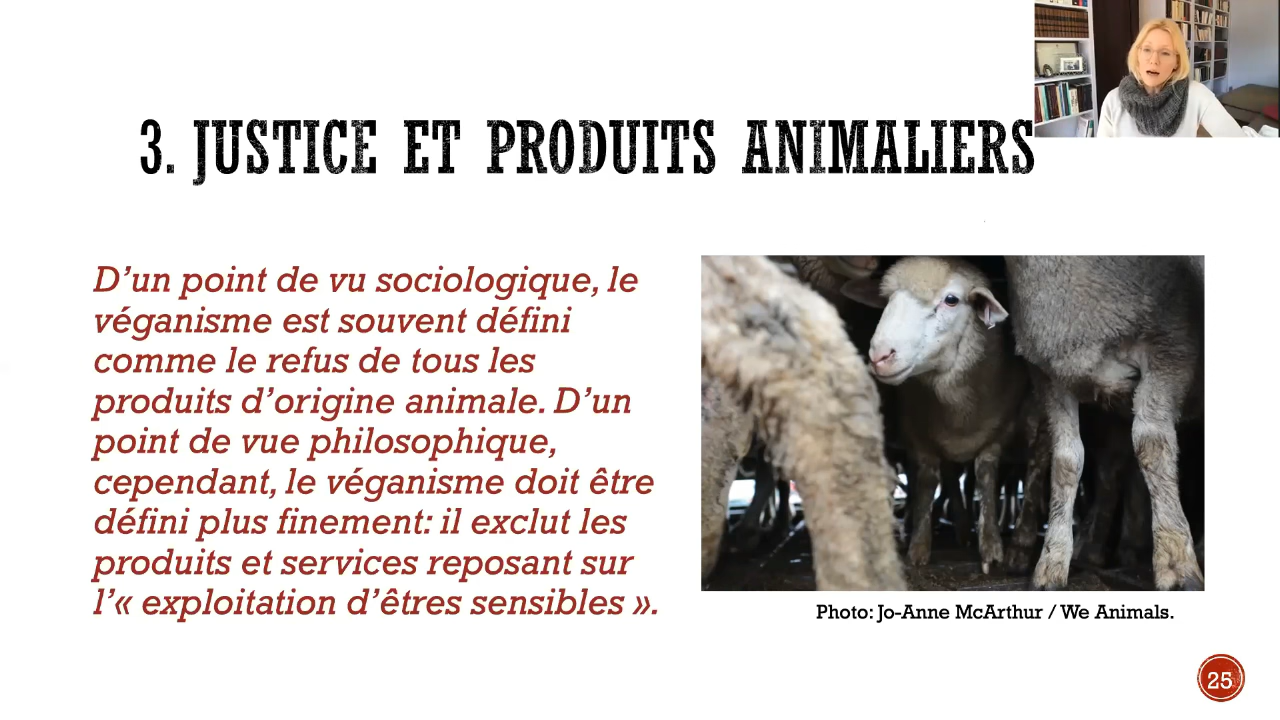 3. JUSTICE ET PRODUITS ANIMALIERS
D’un point de vu sociologique, le
véganisme est souvent défini
comme le refus de tous les
produits d’origine animale. D’un
point de vue philosophique,
cependant, le véganisme doit être
défini plus finement: il exclut les
produits et services reposant sur
l’« exploitation d’êtres sensibles ».
Photo: Jo-Anne McArthur / We Animals.
25